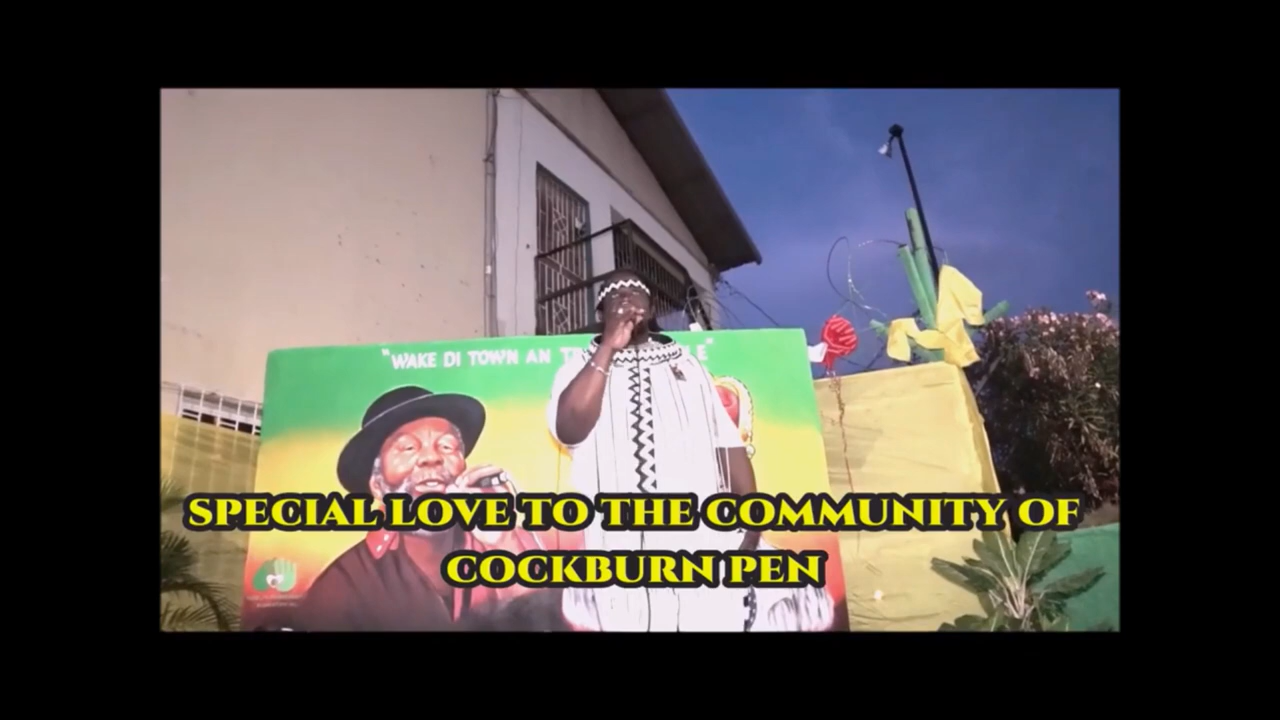 "WAKE DI TOWN AN
SPECIAL LOVE TO THE COMMUNITY OF
COCKBURN PEN